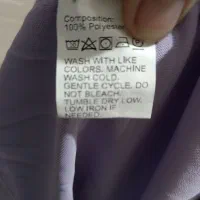 Composition:
100% Polyester
WASH WITH LIKE
COLORS. MACHINE
WASH COLD.
GENTLE CYCLE. DO
NOT BLEACH.
TUMBLE DRY LOW.
LOW IRON IF
NEEDED.